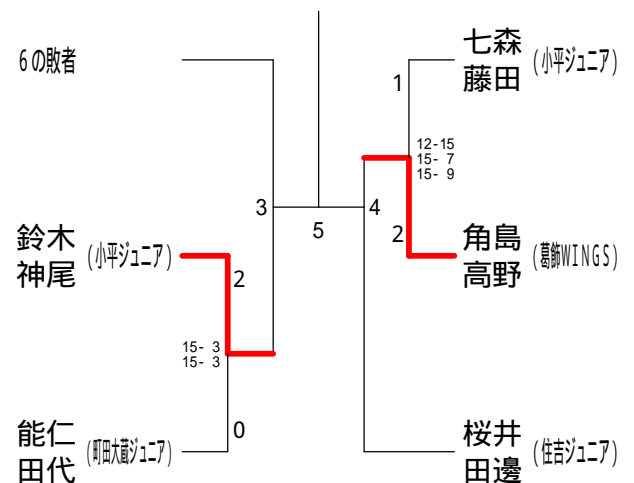 6の敗者
3
鈴木
神尾
(小平ジュニア)
2
15- 3
15- 3
能仁
田代
(町田大蔵ジュニア)
0
5
七森
藤田
(小平ジュニア)
1
12-15
15- 7
15- 9
4
2
角島
高野
(葛飾WINGS)
桜井
田邊
(住吉ジュニア)